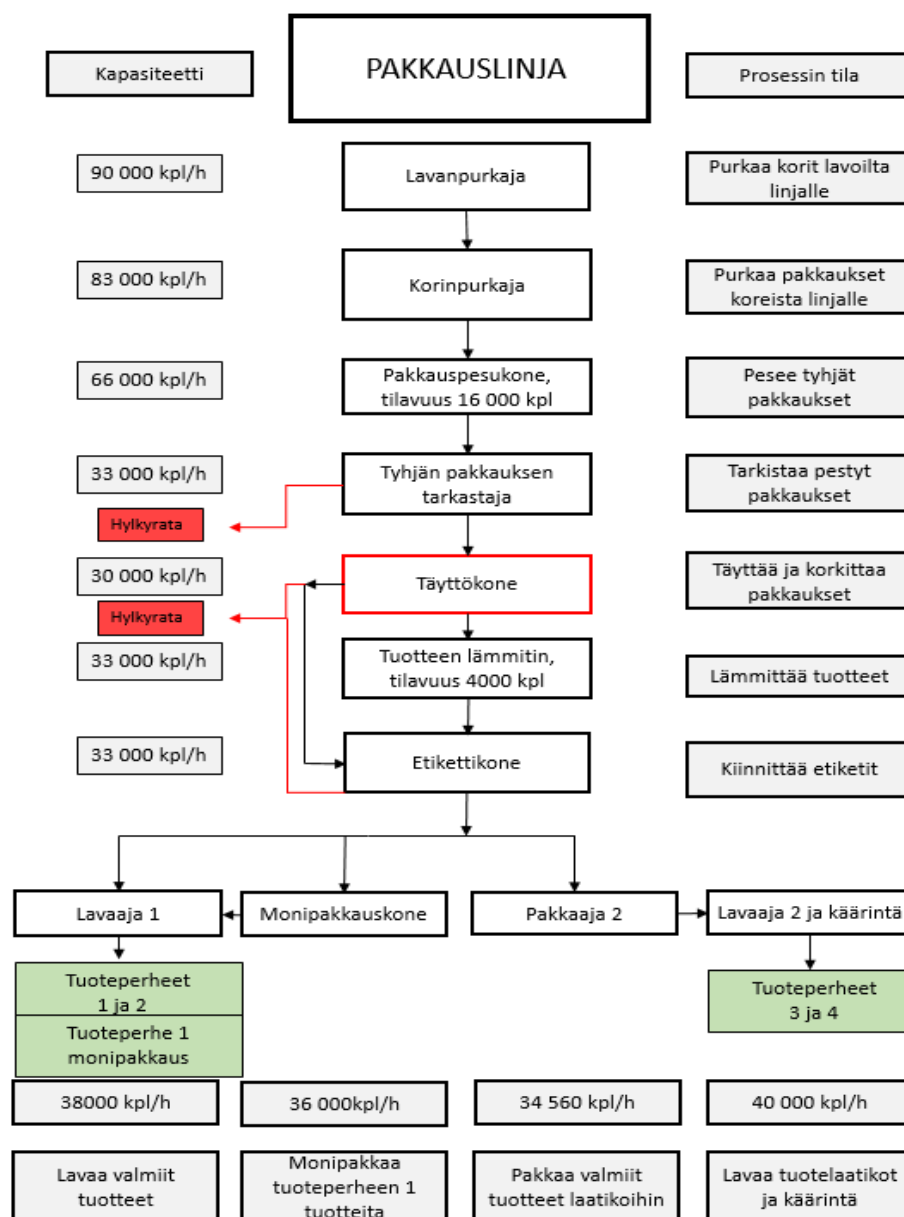 Kapasiteetti
PAKKAUSLINJA
Prosessin tila
90 000 kpl/h
Lavanpurkaja
Purkaa korit lavoilta
linjalle
83 000 kpl/h
Korinpurkaja
Purkaa pakkaukset
koreista linjalle
66 000 kpl/h
Pakkauspesukone,
tilavuus 16 000 kpl
Pesee tyhjät
pakkaukset
33 000 kpl/h
Tyhjän pakkauksen
tarkastaja
Tarkistaa pestyt
pakkaukset
Hylkyrata
30 000 kpl/h
Täyttökone
Täyttää ja korkittaa
pakkaukset
Hylkyrata
33 000 kpl/h
Tuotteen lämmitin,
tilavuus 4000 kpl
Lämmittää tuotteet
33 000 kpl/h
Etikettikone
Kiinnittää etiketit
Lavaaja 1
Monipakkauskone
Pakkaaja 2
Lavaaja 2 ja käärintä
Tuoteperheet
1 ja 2
Tuoteperhe 1
monipakkaus
Tuoteperheet
3 ja 4
38000 kpl/h
36 000kpl/h
34 560 kpl/h
40 000 kpl/h
Lavaa valmiit
tuotteet
Monipakkaa
tuoteperheen 1
tuotteita
Pakkaa valmiit
tuotteet laatikoihin
Lavaa tuotelaatikot
ja käärintä